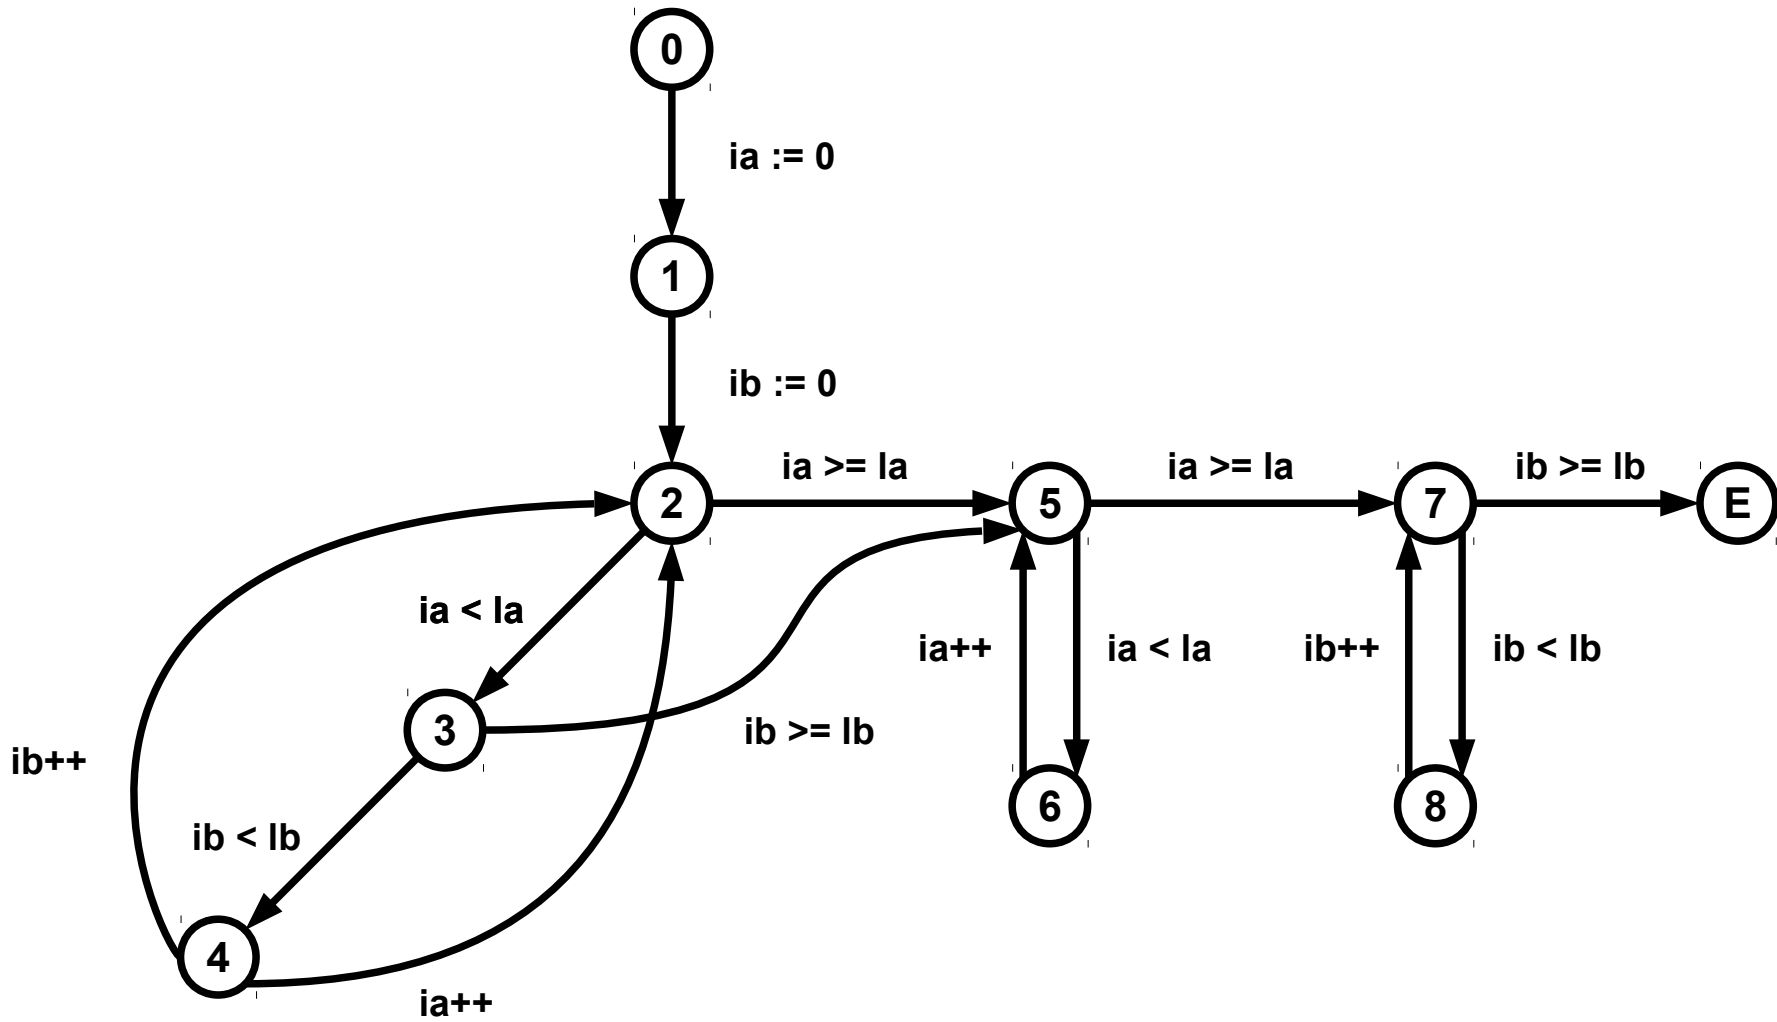 0
ia := 0
1
ib := 0
2
ia >= la
5
ia >= la
7
ib >= lb
E
ia < la
ia++
ia < la
ib++
ib < lb
3
ib >= lb
ib++
ib < lb
6
8
4
ia++